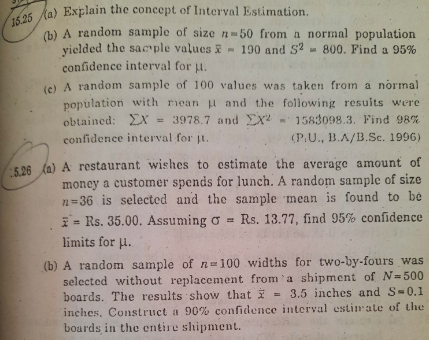 15.25 (a) Explain the concept of Interval Estimation.
(b) A random sample of size n=50 from a normal population
yielded the sample values x̄ = 190 and S² = 800. Find a 95%
confidence interval for μ.
(c) A random sample of 100 values was taken from a normal
population with mean μ and the following results were
obtained: ∑X = 3978.7 and ∑X² = 1583098.3. Find 98%
confidence interval for μ. (P.U., B.A/B.Sc. 1996)
5.26 (a) A restaurant wishes to estimate the average amount of
money a customer spends for lunch. A random sample of size
n=36 is selected and the sample mean is found to be
x̄ = Rs. 35.00. Assuming σ = Rs. 13.77, find 95% confidence
limits for μ.
(b) A random sample of n=100 widths for two-by-fours was
selected without replacement from a shipment of N=500
boards. The results show that x̄ = 3.5 inches and S=0.1
inches. Construct a 90% confidence interval estimate of the
boards in the entire shipment.